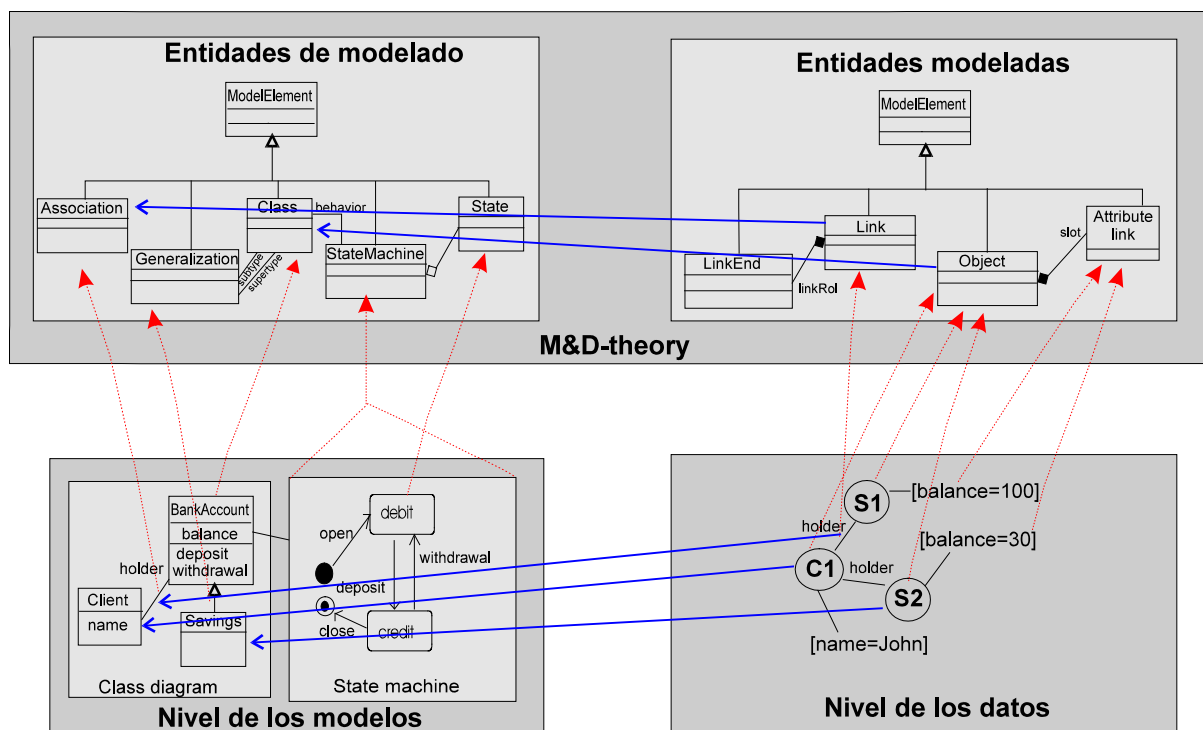 Entidades de modelado
ModelElement
Association
Class
behavior
State
Generalization
subtype
supertype
StateMachine
Entidades modeladas
ModelElement
Link
Attribute
link
slot
LinkEnd
linkRol
Object
M&D-theory
BankAccount
balance
deposit
withdrawal
holder
Client
name
Savings
Class diagram
debit
open
withdrawal
deposit
close
credit
State machine
Nivel de los modelos
S1
[balance=100]
holder
[balance=30]
C1
holder
S2
[name=John]
Nivel de los datos